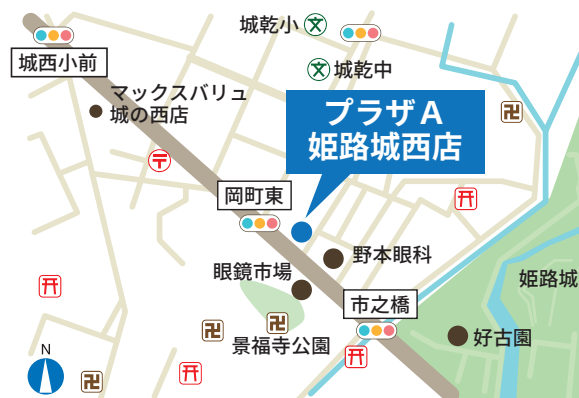 城乾小
文
城西小前
文
城乾中
マックスバリュ
城の西店
プラザA
姫路城西店
〒
岡町東
野本眼科
眼鏡市場
姫路城
市之橋
景福寺公園
好古園
N